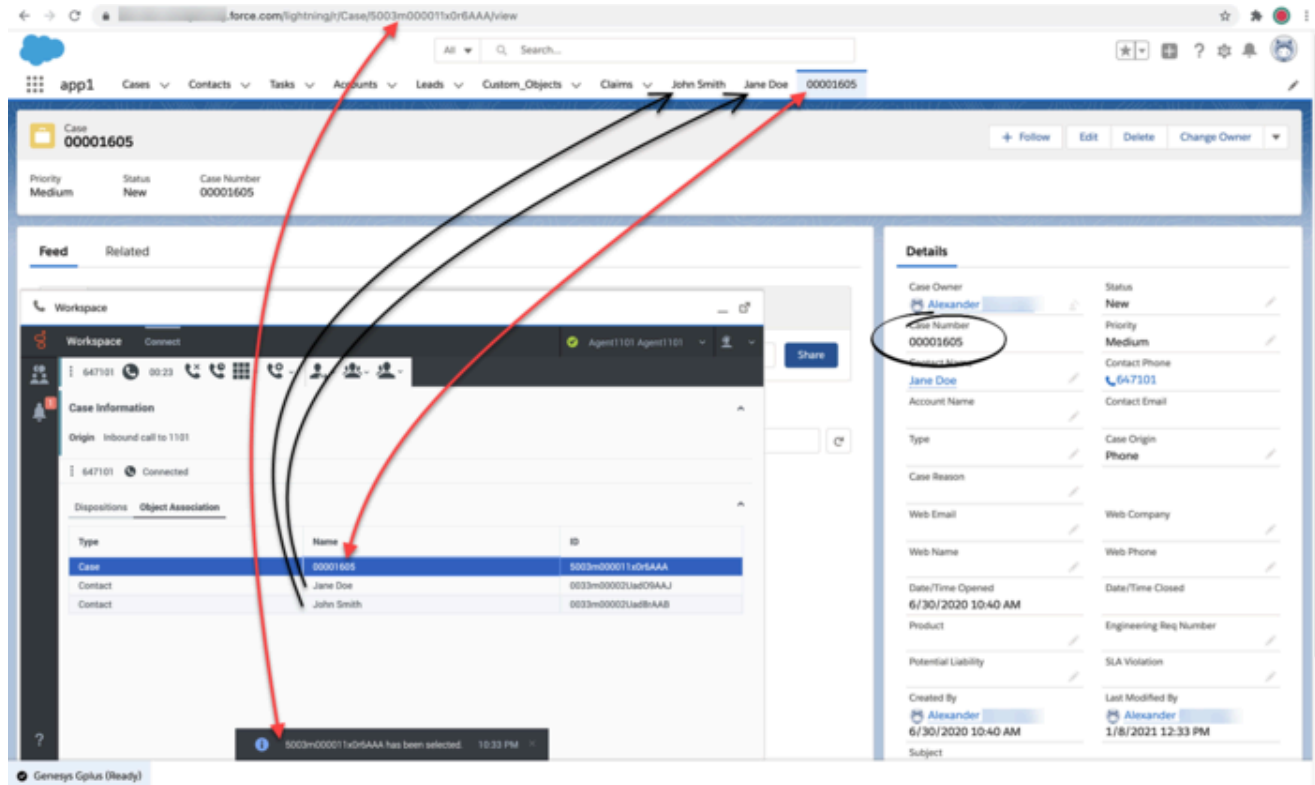 .force.com/lightning/r/Case/5003m000011x0r6AAA/view
All Search...
app1 Cases Contacts Tasks Accounts Leads Custom_Objects Claims John Smith Jane Doe 00001605
Case
00001605
+ Follow Edit Delete Change Owner
Priority Status Case Number
Medium New 00001605
Feed Related
Workspace
Workspace Connect Agent1101 Agent1101
Share
647101 00:23
1
Case Information
Origin Inbound call to 1101
647101 Connected
Dispositions Object Association
Type Name ID
Case 00001605 5003m000011x0r6AAA
Contact Jane Doe 0033m00002UadO9AAJ
Contact John Smith 0033m00002UadBrAAB
5003m000011x0r6AAA has been selected. 10:33 PM ×
?
Genesys Gplus (Ready)
Details
Case Owner Status
Alexander New
Case Number Priority
00001605 Medium
Contact Name Contact Phone
Jane Doe 647101
Account Name Contact Email
Type Case Origin
Phone
Case Reason
Web Email Web Company
Web Name Web Phone
Date/Time Opened Date/Time Closed
6/30/2020 10:40 AM
Product Engineering Req Number
Potential Liability SLA Violation
Created By Last Modified By
Alexander Alexander
6/30/2020 10:40 AM 1/8/2021 12:33 PM
Subject